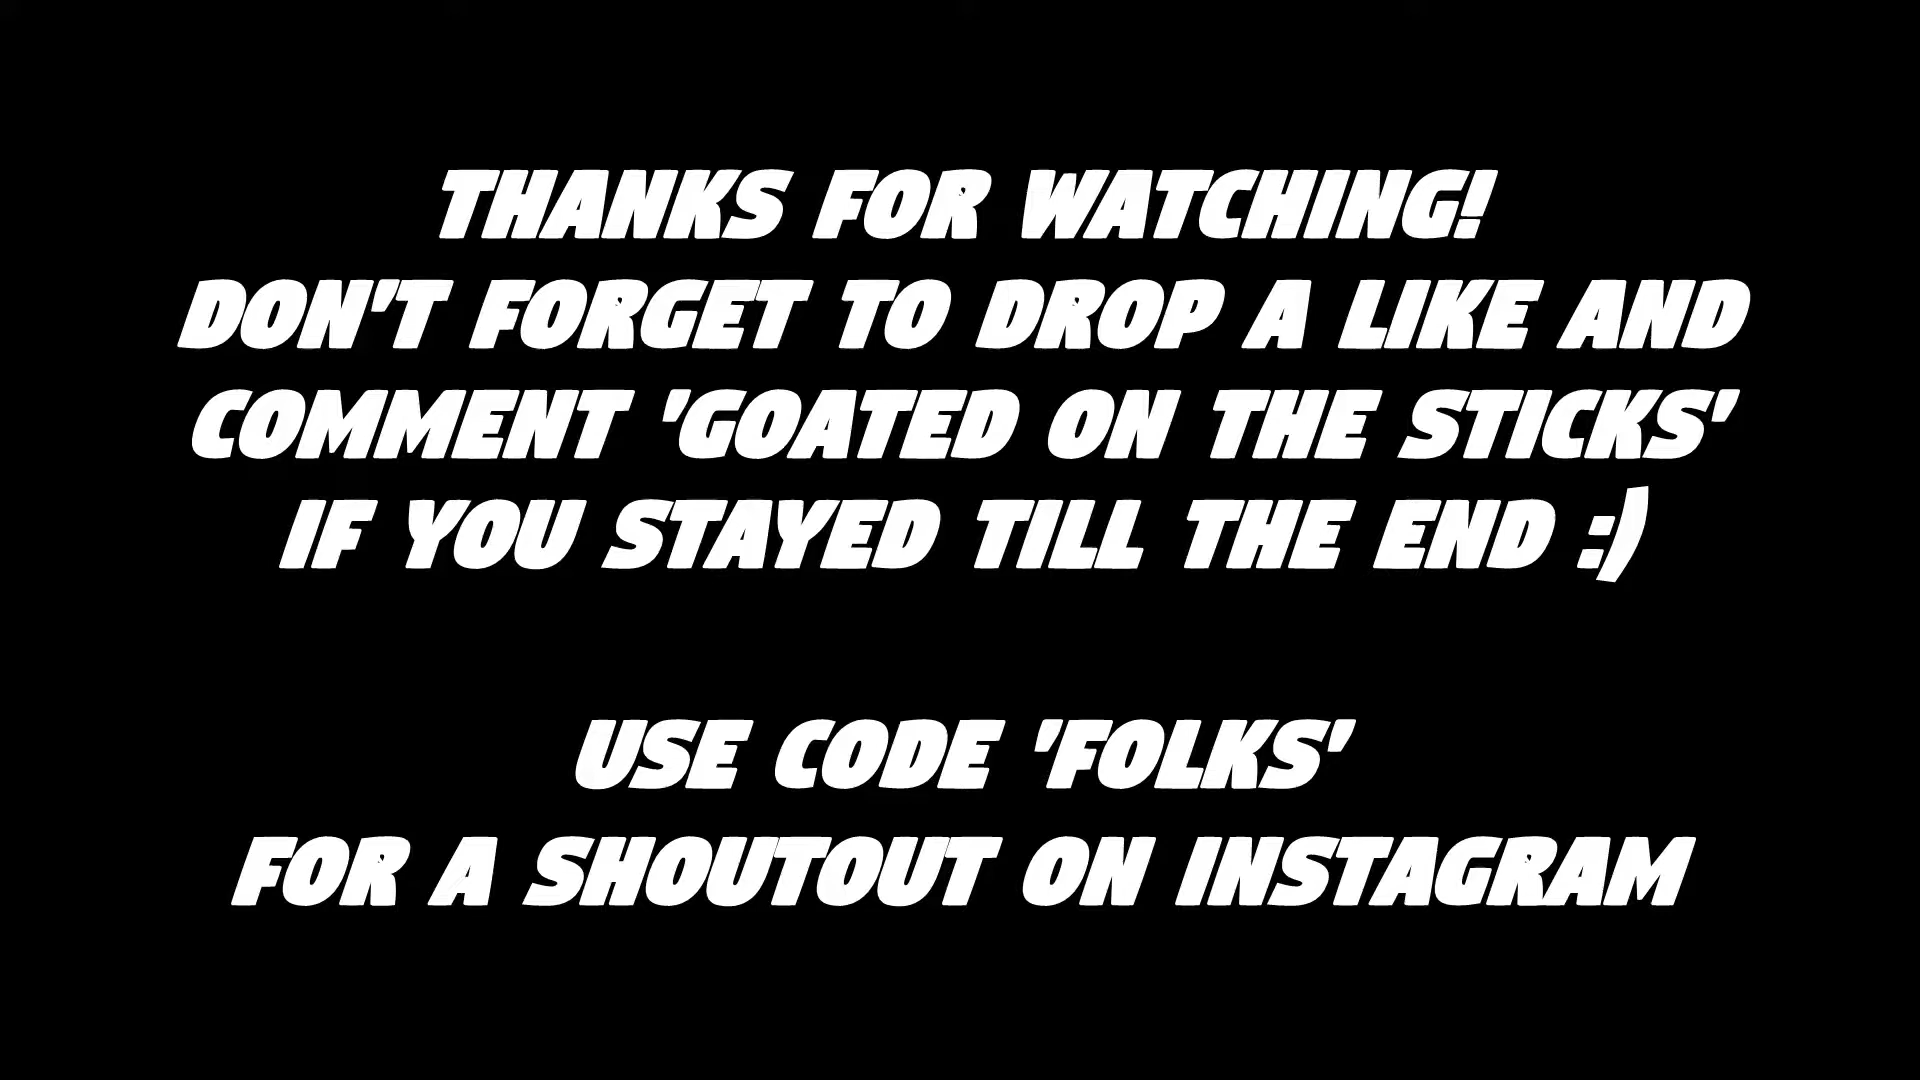 THANKS FOR WATCHING!
DON'T FORGET TO DROP A LIKE AND
COMMENT 'GOATED ON THE STICKS'
IF YOU STAYED TILL THE END :)
USE CODE 'FOLKS'
FOR A SHOUTOUT ON INSTAGRAM